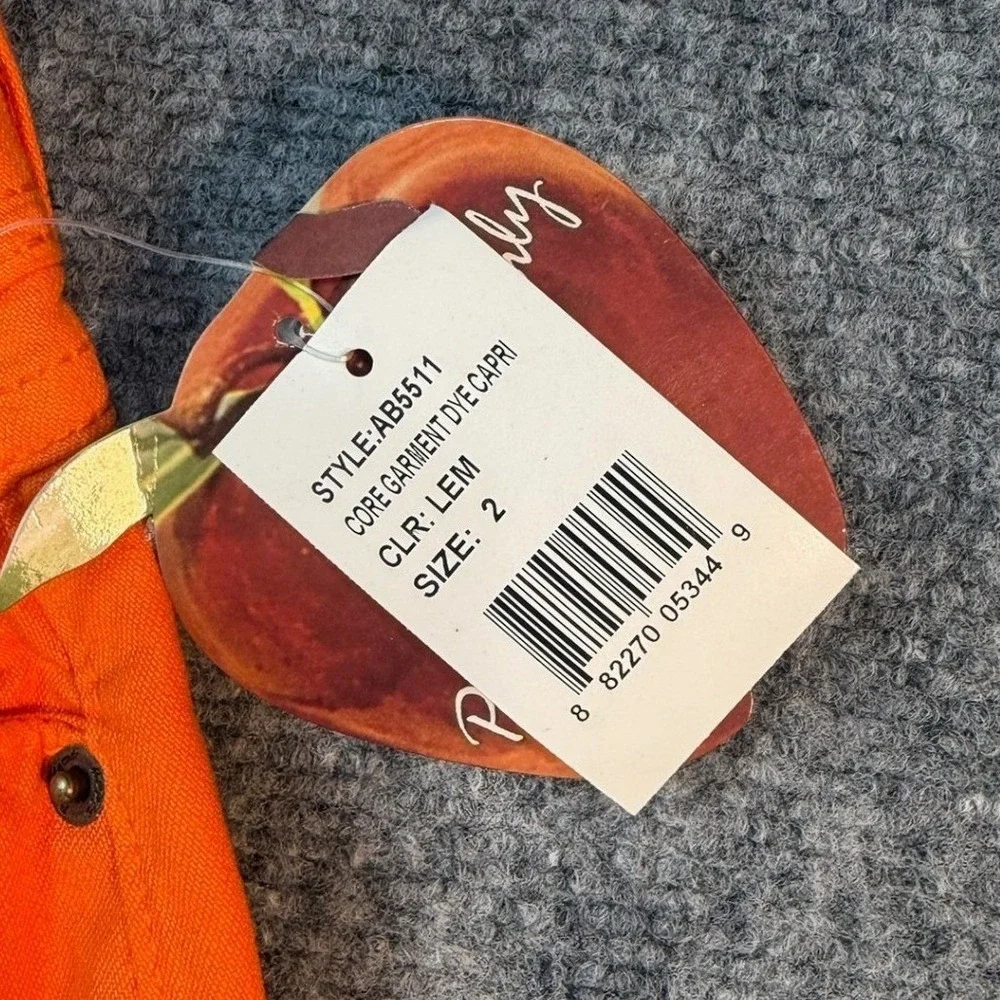 STYLE:AB5511
CORE GARMENT DYE CAPRI
CLR: LEM
SIZE: 2
8 82270 05344 9